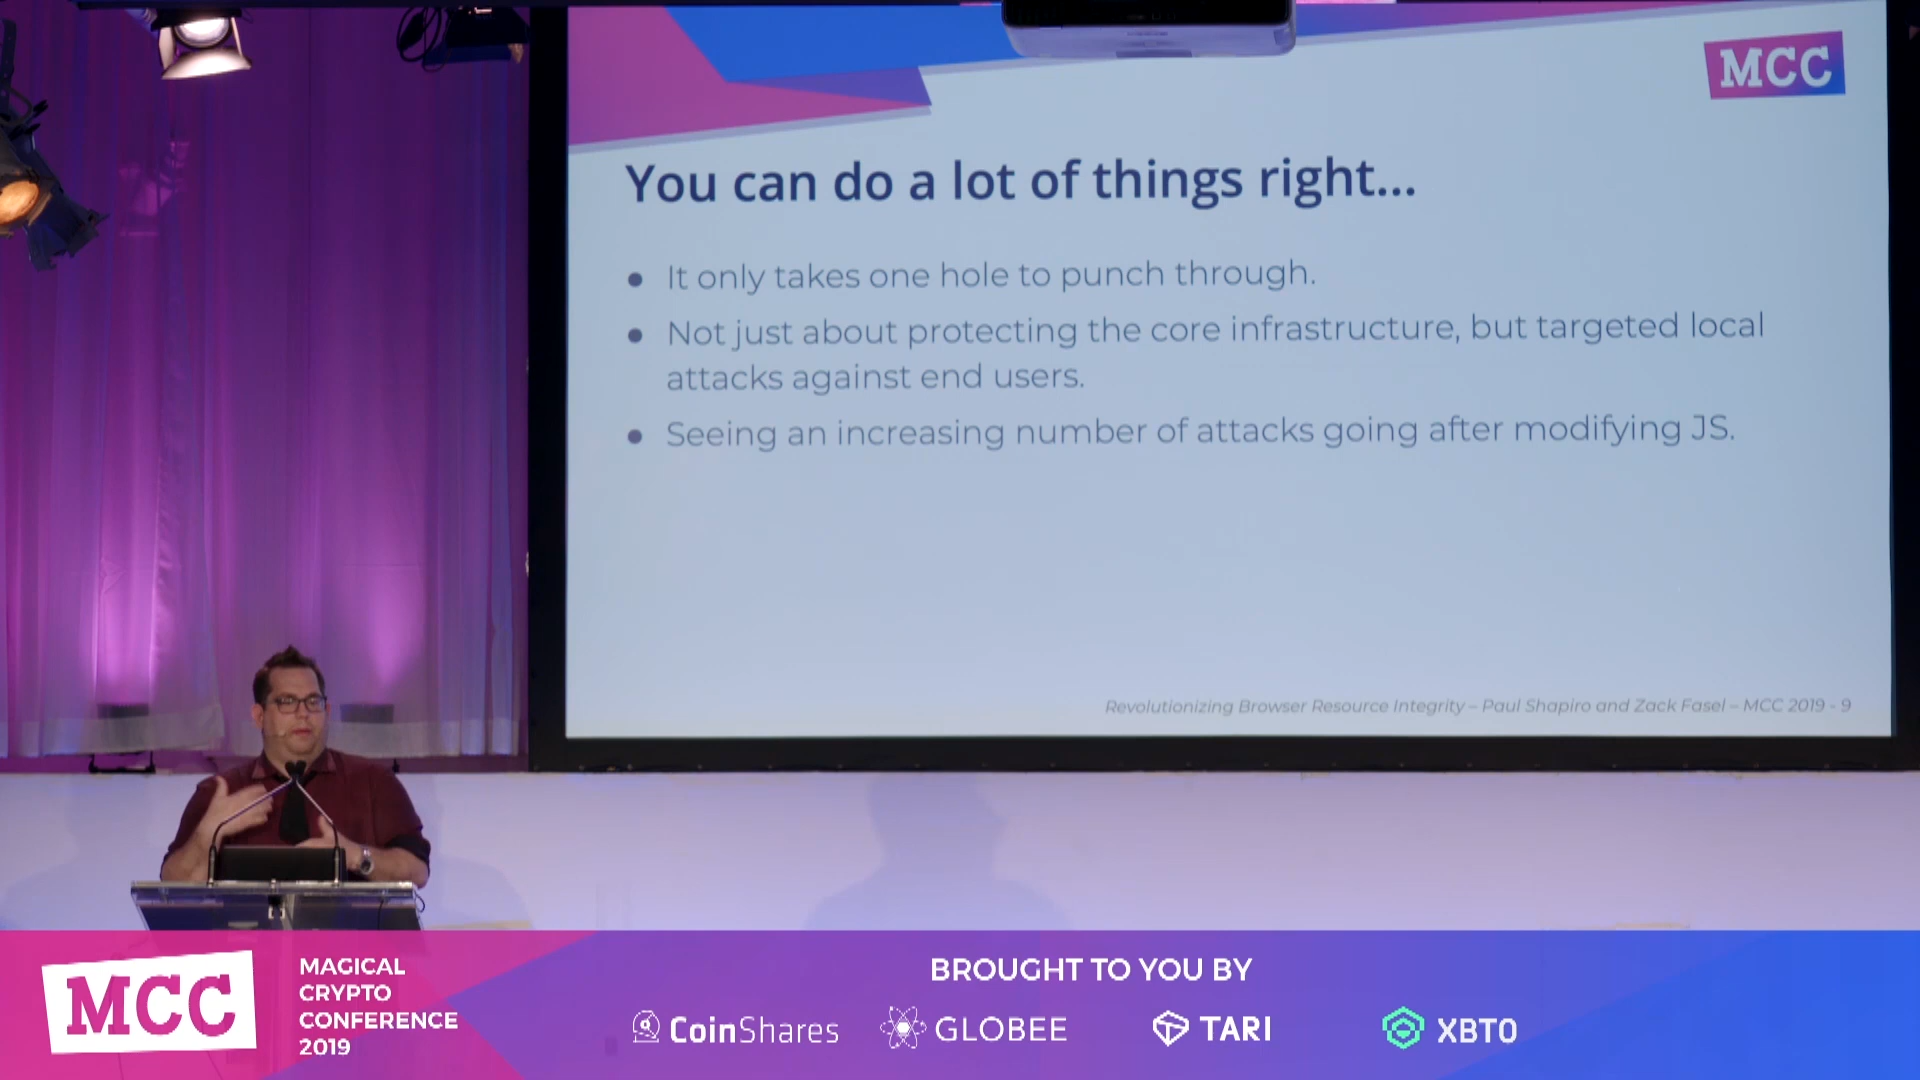 MCC
You can do a lot of things right...
● It only takes one hole to punch through.
● Not just about protecting the core infrastructure, but targeted local
attacks against end users.
● Seeing an increasing number of attacks going after modifying JS.
Revolutionizing Browser Resource Integrity – Paul Shapiro and Zack Fasel – MCC 2019 - 9
MCC
MAGICAL
CRYPTO
CONFERENCE
2019
BROUGHT TO YOU BY
CoinShares
GLOBEE
TARI
XBTO